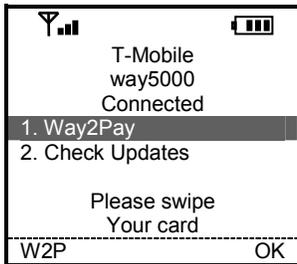 T-Mobile
way5000
Connected
1. Way2Pay
2. Check Updates
Please swipe
Your card
W2P OK